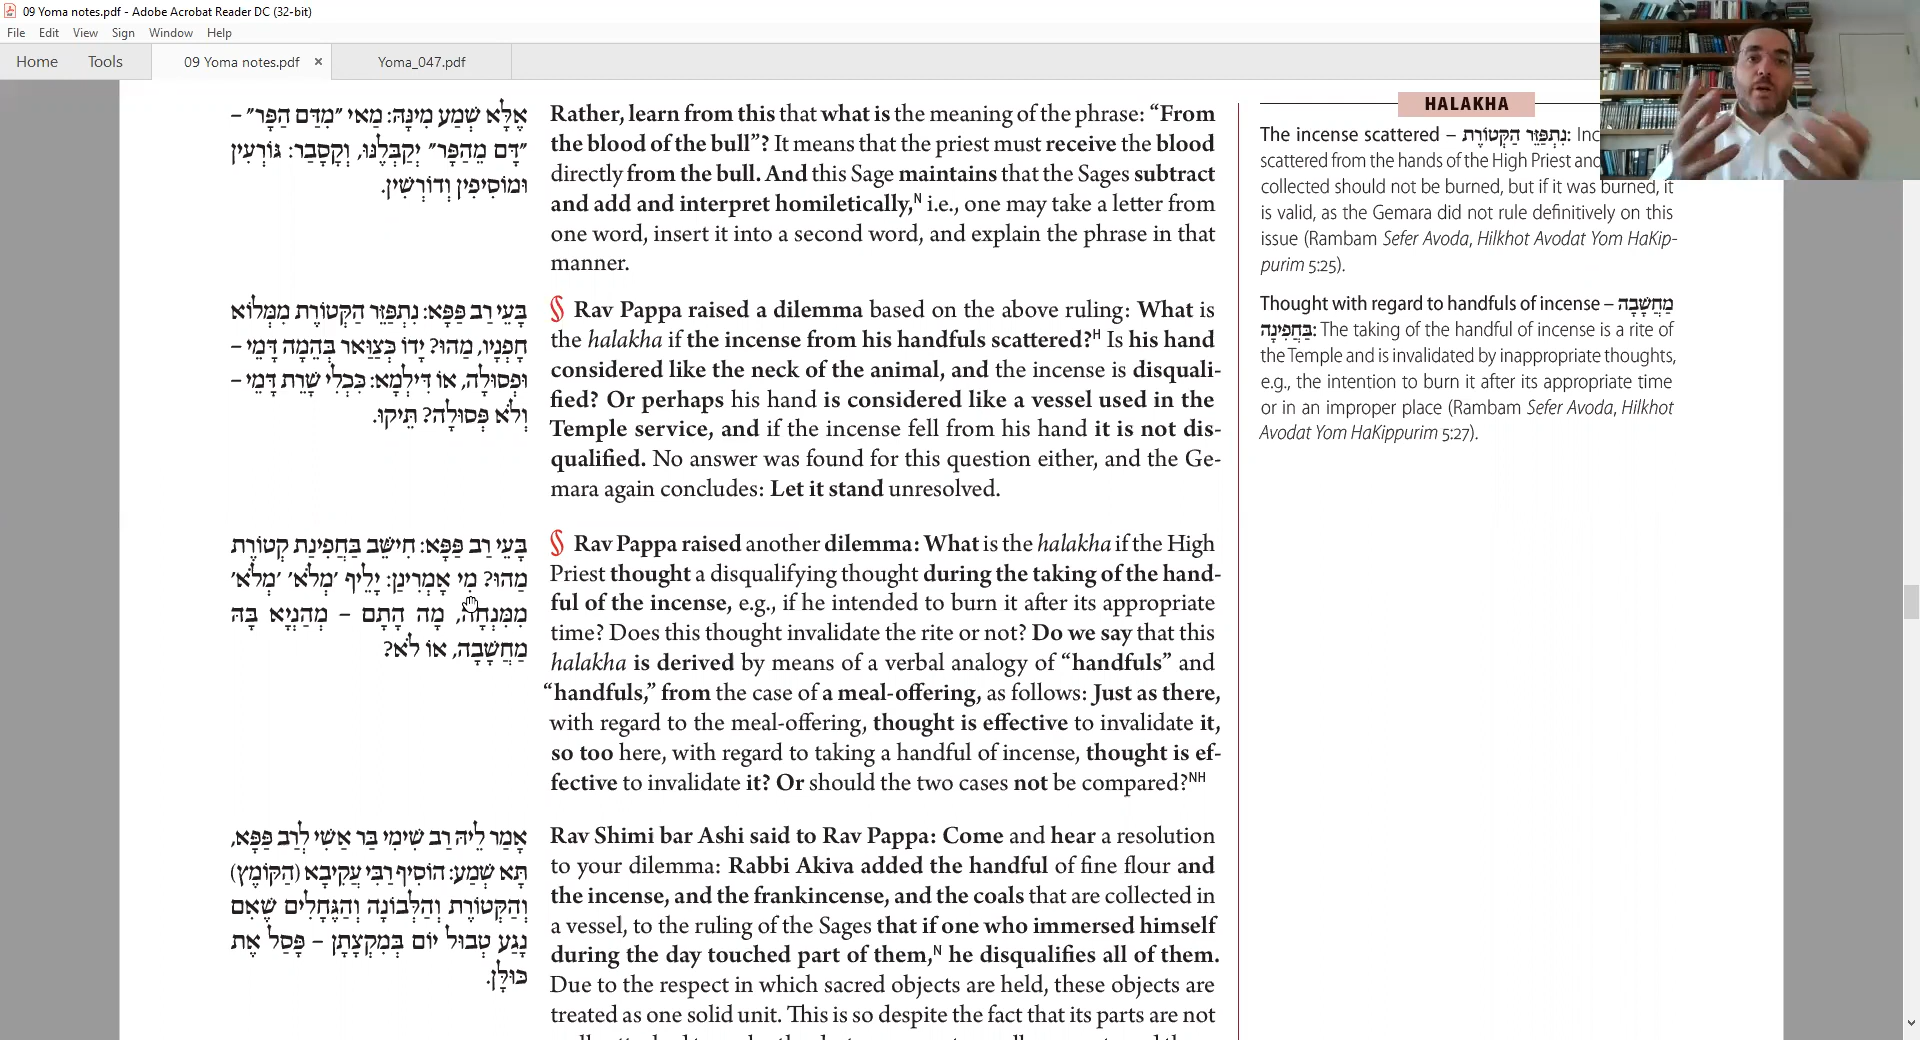 09 Yoma notes.pdf - Adobe Acrobat Reader DC (32-bit)
File Edit View Sign Window Help
Home Tools 09 Yoma notes.pdf × Yoma_047.pdf
אֶלָּא שְׁמַע מִינַּהּ: מַאי ״מִדַּם הַפָּר״ –
״דָּם מֵהַפָּר״ יְקַבְּלֶנּוּ, וְקָסָבַר: גּוֹרְעִין
וּמוֹסִיפִין וְדוֹרְשִׁין.
Rather, learn from this that what is the meaning of the phrase: “From
the blood of the bull”? It means that the priest must receive the blood
directly from the bull. And this Sage maintains that the Sages subtract
and add and interpret homiletically,N i.e., one may take a letter from
one word, insert it into a second word, and explain the phrase in that
manner.
בָּעֵי רַב פַּפָּא: נִתְפַּזֵּר הַקְּטוֹרֶת מִמְּלוֹא
חָפְנָיו, מַהוּ? יָדוֹ כְּצַוַּאר בְּהֵמָה דָּמֵי –
וּפְסוּלָה, אוֹ דִּילְמָא: כִּכְלִי שָׁרֵת דָּמֵי –
וְלֹא פְּסוּלָה? תֵּיקוּ.
§ Rav Pappa raised a dilemma based on the above ruling: What is
the halakha if the incense from his handfuls scattered?H Is his hand
considered like the neck of the animal, and the incense is disquali-
fied? Or perhaps his hand is considered like a vessel used in the
Temple service, and if the incense fell from his hand it is not dis-
qualified. No answer was found for this question either, and the Ge-
mara again concludes: Let it stand unresolved.
בָּעֵי רַב פַּפָּא: חִישֵּׁב בַּחֲפִינַת קְטוֹרֶת
מַהוּ? מִי אָמְרִינַן: יָלֵיף ׳מְלֹא׳ ׳מְלֹא׳
מִמִּנְחָה, מָה הָתָם – מְהַנְיָא בָּהּ
מַחֲשָׁבָה, אוֹ לֹא?
§ Rav Pappa raised another dilemma: What is the halakha if the High
Priest thought a disqualifying thought during the taking of the hand-
ful of the incense, e.g., if he intended to burn it after its appropriate
time? Does this thought invalidate the rite or not? Do we say that this
halakha is derived by means of a verbal analogy of “handfuls” and
“handfuls,” from the case of a meal-offering, as follows: Just as there,
with regard to the meal-offering, thought is effective to invalidate it,
so too here, with regard to taking a handful of incense, thought is ef-
fective to invalidate it? Or should the two cases not be compared?NH
אָמַר לֵיהּ רַב שִׁימִי בַּר אַשִׁי לְרַב פַּפָּא,
תָּא שְׁמַע: הוֹסִיף רַבִּי עֲקִיבָא (הַקּוֹמֶץ)
וְהַקְּטוֹרֶת וְהַלְּבוֹנָה וְהַגֶּחָלִים שֶׁאִם
נָגַע טְבוּל יוֹם בְּמִקְצָתָן – פָּסַל אֶת
כּוּלָּן.
Rav Shimi bar Ashi said to Rav Pappa: Come and hear a resolution
to your dilemma: Rabbi Akiva added the handful of fine flour and
the incense, and the frankincense, and the coals that are collected in
a vessel, to the ruling of the Sages that if one who immersed himself
during the day touched part of them,N he disqualifies all of them.
Due to the respect in which sacred objects are held, these objects are
treated as one solid unit. This is so despite the fact that its parts are not
HALAKHA
The incense scattered – נִתְפַּזֵּר הַקְּטוֹרֶת:
scattered from the hands of the High Priest and
collected should not be burned, but if it was burned, it
is valid, as the Gemara did not rule definitively on this
issue (Rambam Sefer Avoda, Hilkhot Avodat Yom HaKip-
purim 5:25).
Thought with regard to handfuls of incense – מַחְשָׁבָה
בַּחֲפִינָה: The taking of the handful of incense is a rite of
the Temple and is invalidated by inappropriate thoughts,
e.g., the intention to burn it after its appropriate time
or in an improper place (Rambam Sefer Avoda, Hilkhot
Avodat Yom HaKippurim 5:27).